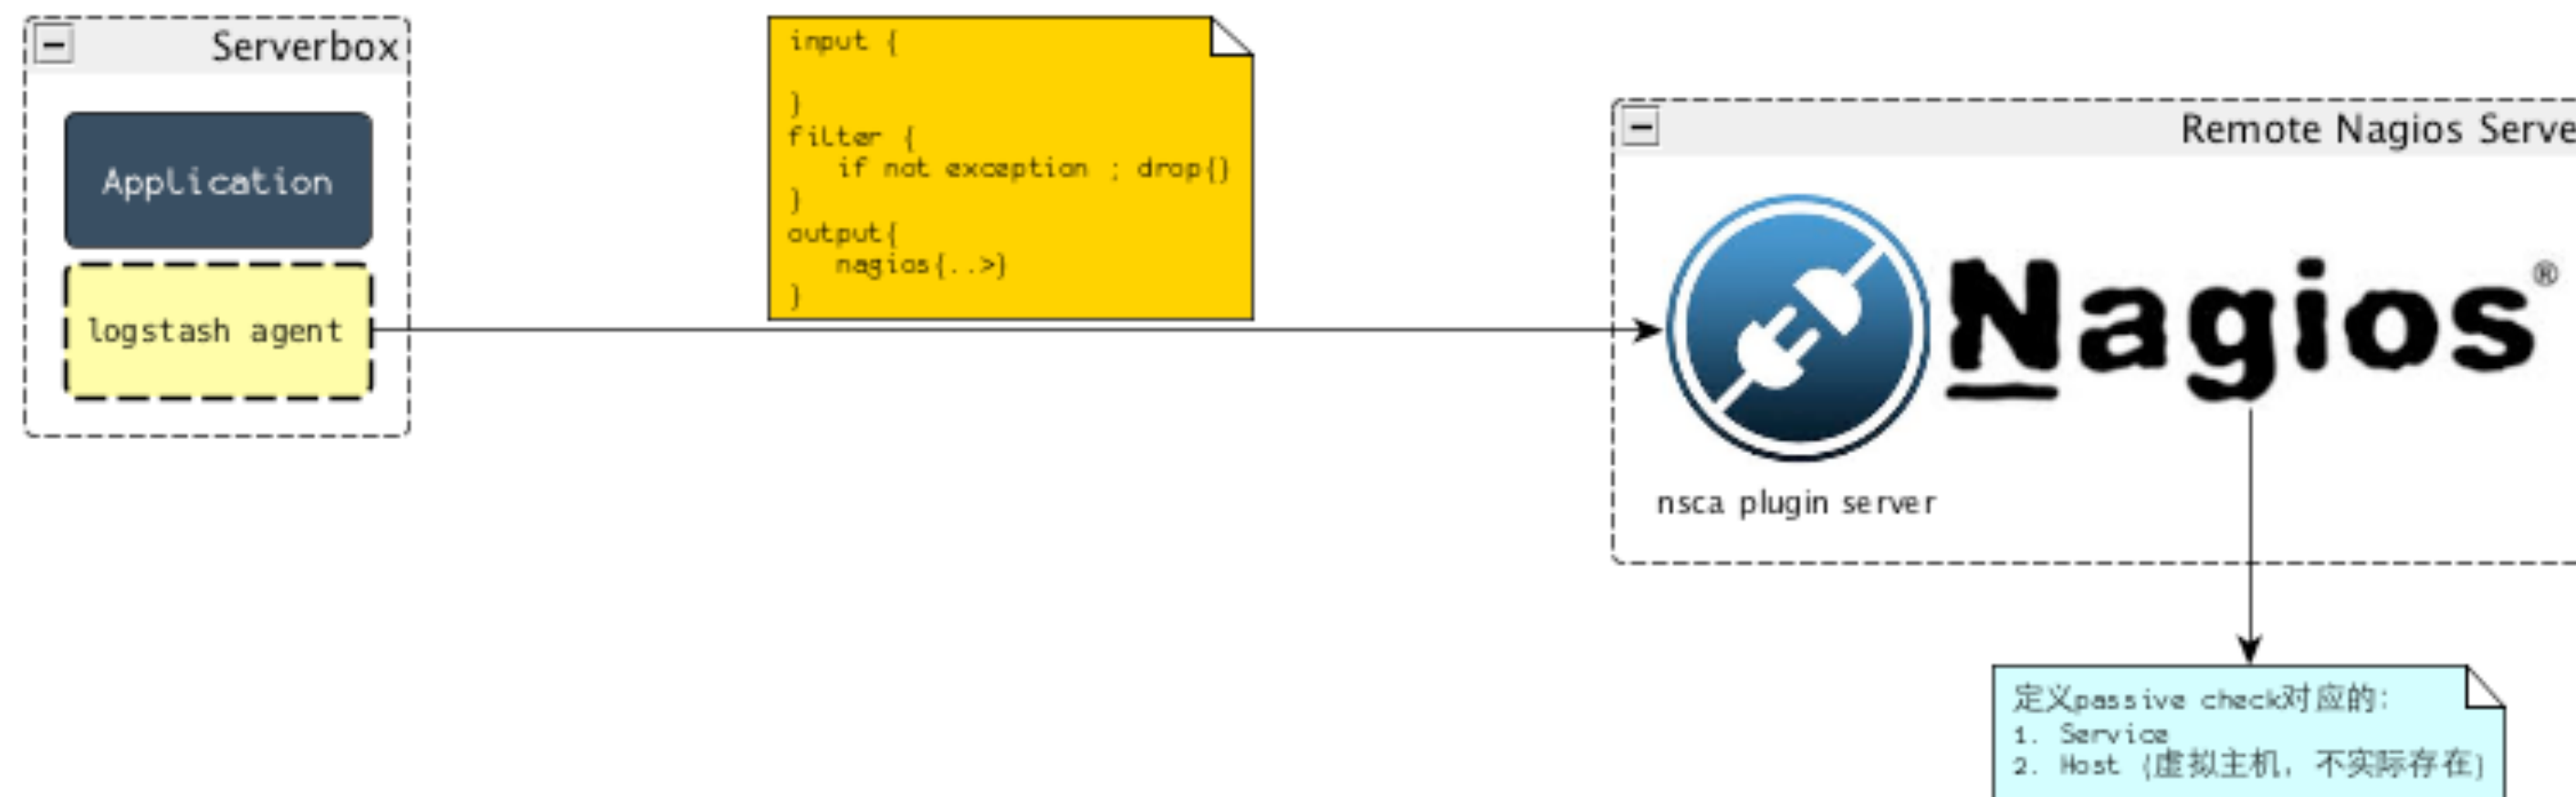 Serverbox
Application
logstash agent
input {
}
filter {
if not exception ; drop{}
}
output{
nagios{..>}
}
Remote Nagios Serve
Nagios®
nsca plugin server
定义passive check对应的:
1. Service
2. Host (虚拟主机，不实际存在)